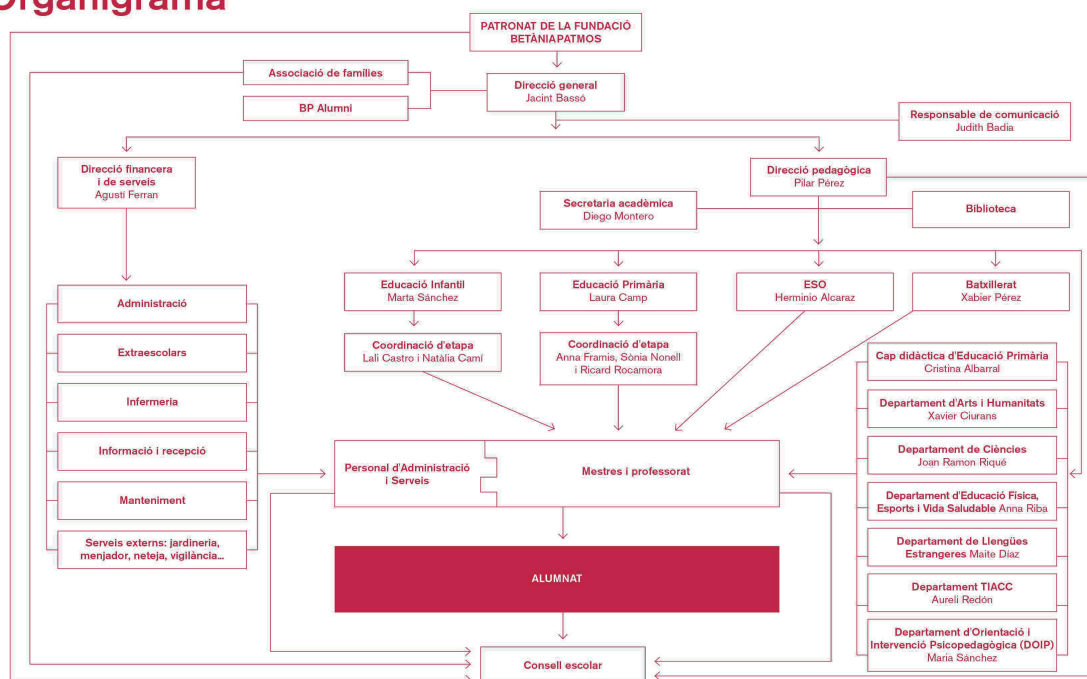 Organigrama
PATRONAT DE LA FUNDACIÓ
BETÀNIAPATMOS
Associació de famílies
BP Alumni
Direcció general
Jacint Bassó
Responsable de comunicació
Judith Badia
Direcció financera
i de serveis
Agustí Ferran
Direcció pedagògica
Pilar Pérez
Secretaria acadèmica
Diego Montero
Biblioteca
Educació Infantil
Marta Sánchez
Educació Primària
Laura Camp
ESO
Herminio Alcaraz
Batxillerat
Xabier Pérez
Coordinació d'etapa
Lali Castro i Natàlia Camí
Coordinació d'etapa
Anna Framis, Sònia Nonell
i Ricard Rocamora
Administració
Extraescolars
Infermeria
Informació i recepció
Manteniment
Serveis externs: jardineria,
menjador, neteja, vigilància...
Cap didàctica d'Educació Primària
Cristina Albarral
Departament d'Arts i Humanitats
Xavier Ciurans
Departament de Ciències
Joan Ramon Riqué
Departament d'Educació Física,
Esports i Vida Saludable Anna Riba
Departament de Llengües
Estrangeres Maite Díaz
Departament TIACC
Aureli Redón
Departament d'Orientació i
Intervenció Psicopedagògica (DOIP)
Maria Sánchez
Personal d'Administració
i Serveis
Mestres i professorat
ALUMNAT
Consell escolar